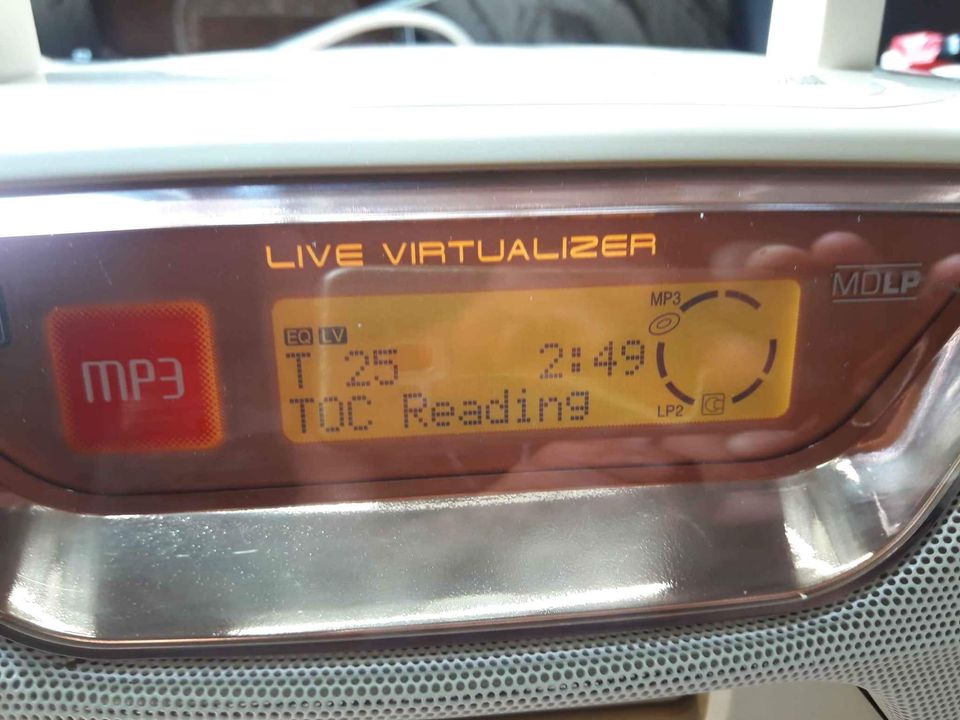 LIVE VIRTUALIZER
MDLP
MP3
MP3
EQ LV
T 25 2:49
TOC Reading
LP2